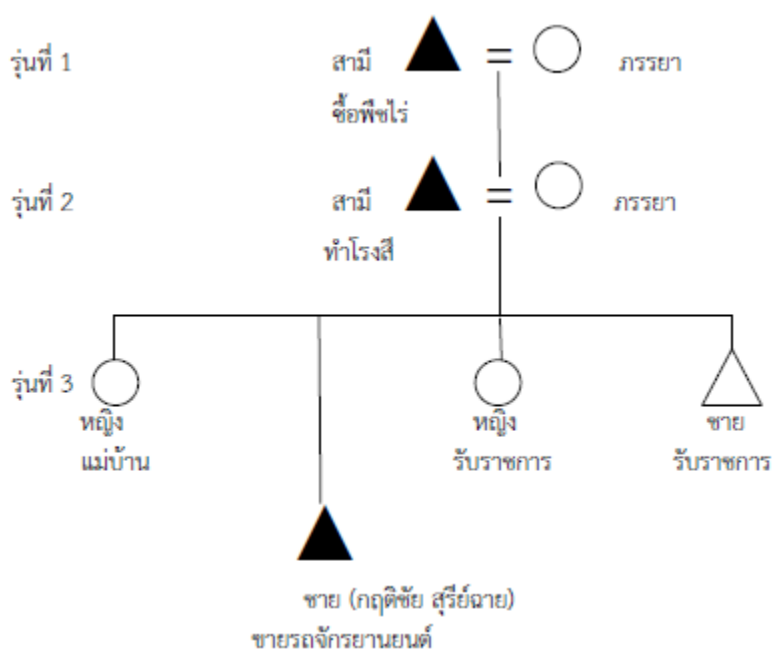 รุ่นที่ 1 สามี = ภรรยา
ซื้อพืชไร่
รุ่นที่ 2 สามี = ภรรยา
ทำโรงสี
รุ่นที่ 3
หญิง หญิง ชาย
แม่บ้าน รับราชการ รับราชการ
ชาย (กฤติชัย สุรีย์ฉาย)
ขายรถจักรยานยนต์